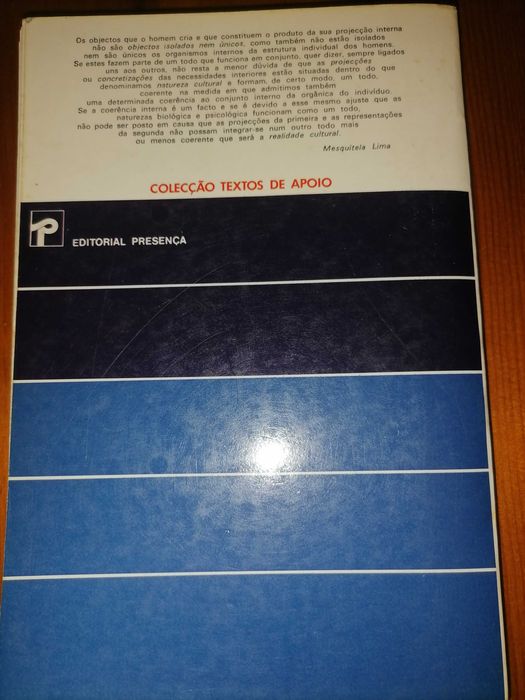 Os objectos que o homem cria e que constituem o produto da sua projecção interna
não são objectos isolados nem únicos, como também não estão isolados
nem são únicos os organismos internos da estrutura individual dos homens.
Se estes fazem parte de um todo que funciona em conjunto, quer dizer, sempre ligados
uns aos outros, não resta a menor dúvida de que as projecções
ou concretizações das necessidades interiores estão situadas dentro do que
denominamos natureza cultural e formam, de certo modo, um todo,
coerente na medida em que admitimos também
uma determinada coerência ao conjunto interno da orgânica do indivíduo.
Se a coerência interna é um facto e se é devido a esse mesmo ajuste que as
naturezas biológica e psicológica funcionam como um todo,
não pode ser posto em causa que as projecções da primeira e as representações
da segunda não possam integrar-se num outro todo mais
ou menos coerente que será a realidade cultural.
Mesquitela Lima
COLECÇÃO TEXTOS DE APOIO
EDITORIAL PRESENÇA